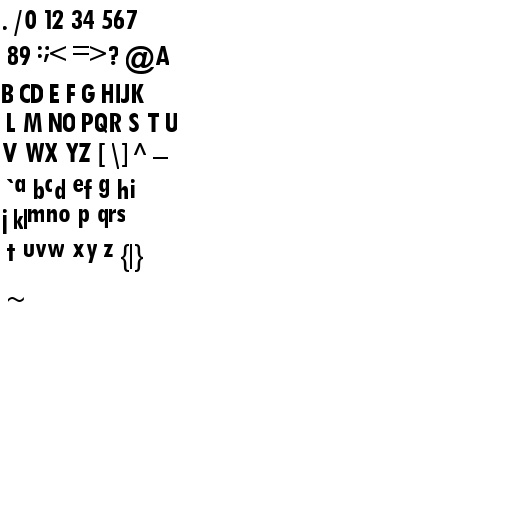 . /0 12 34 567
89 :;< =>? @A
B CD E F G HIJK
L M NO PQR S T U
V WX YZ [ \ ] ^ _
`a bcd ef g hi
j klmno p qrs
t uvw xy z {|}
~